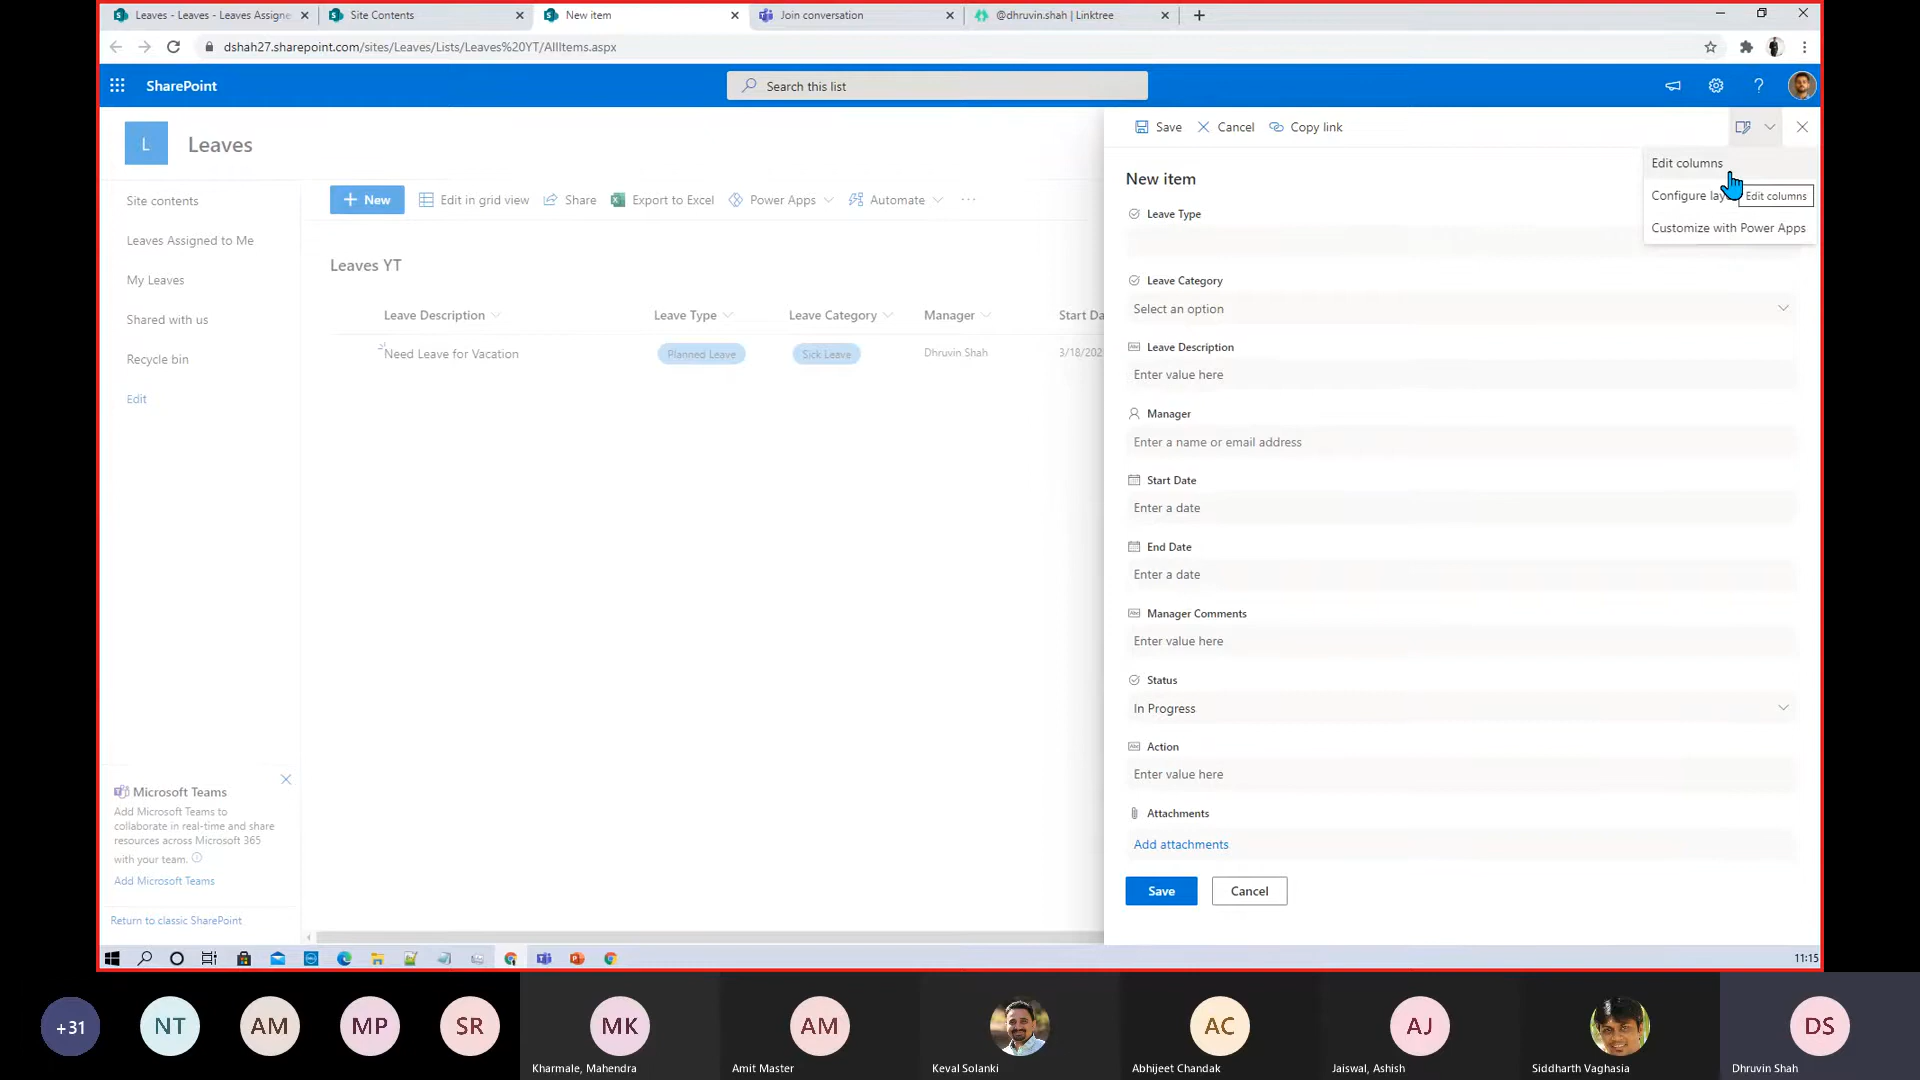 Leaves - Leaves - Leaves Assigne
Site Contents
New item
Join conversation
@dhruvin.shah | Linktree
dshah27.sharepoint.com/sites/Leaves/Lists/Leaves%20YT/AllItems.aspx
SharePoint
Search this list
L
Leaves
Save
Cancel
Copy link
Edit columns
Configure lay
Edit columns
Customize with Power Apps
Site contents
Leaves Assigned to Me
My Leaves
Shared with us
Recycle bin
Edit
New
Edit in grid view
Share
Export to Excel
Power Apps
Automate
Leaves YT
Leave Description
Leave Type
Leave Category
Manager
Start Da
Need Leave for Vacation
Planned Leave
Sick Leave
Dhruvin Shah
3/18/202
New item
Leave Type
Leave Category
Select an option
Leave Description
Enter value here
Manager
Enter a name or email address
Start Date
Enter a date
End Date
Enter a date
Manager Comments
Enter value here
Status
In Progress
Action
Enter value here
Attachments
Add attachments
Save
Cancel
Microsoft Teams
Add Microsoft Teams to
collaborate in real-time and share
resources across Microsoft 365
with your team.
Add Microsoft Teams
Return to classic SharePoint
11:15
+31
NT
AM
MP
SR
MK
Kharmale, Mahendra
AM
Amit Master
Keval Solanki
AC
Abhijeet Chandak
AJ
Jaiswal, Ashish
Siddharth Vaghasia
DS
Dhruvin Shah